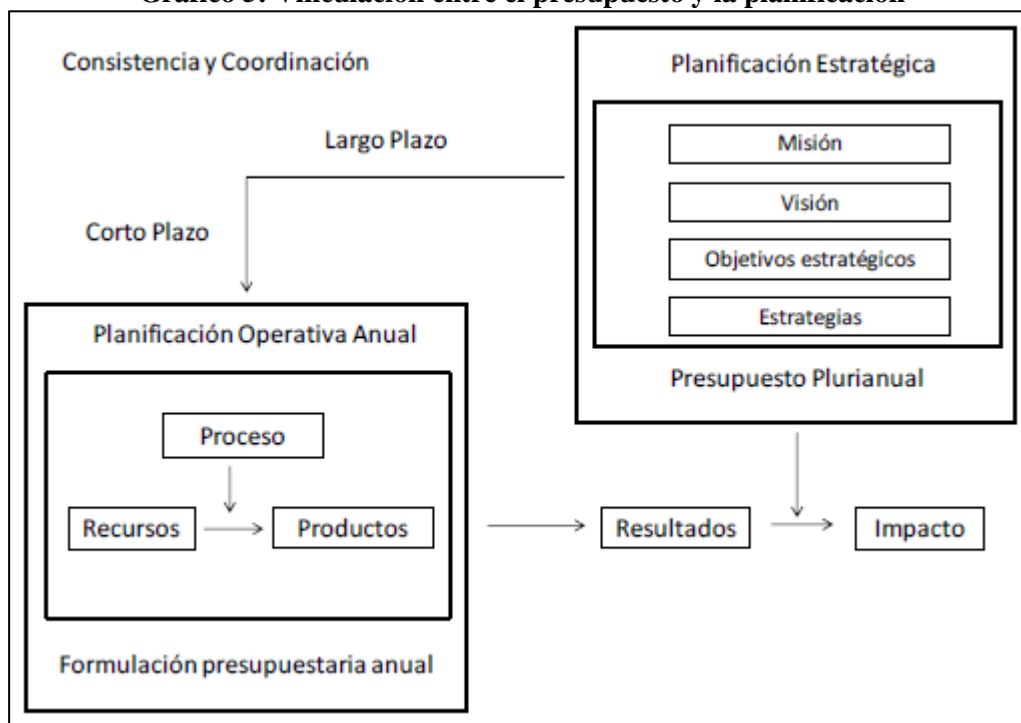 Gráfico 3: Vinculación entre el presupuesto y la planificación
Consistencia y Coordinación
Planificación Estratégica
Misión
Visión
Objetivos estratégicos
Estrategias
Presupuesto Plurianual
Largo Plazo
Corto Plazo
Planificación Operativa Anual
Proceso
Recursos
Productos
Formulación presupuestaria anual
Resultados
Impacto